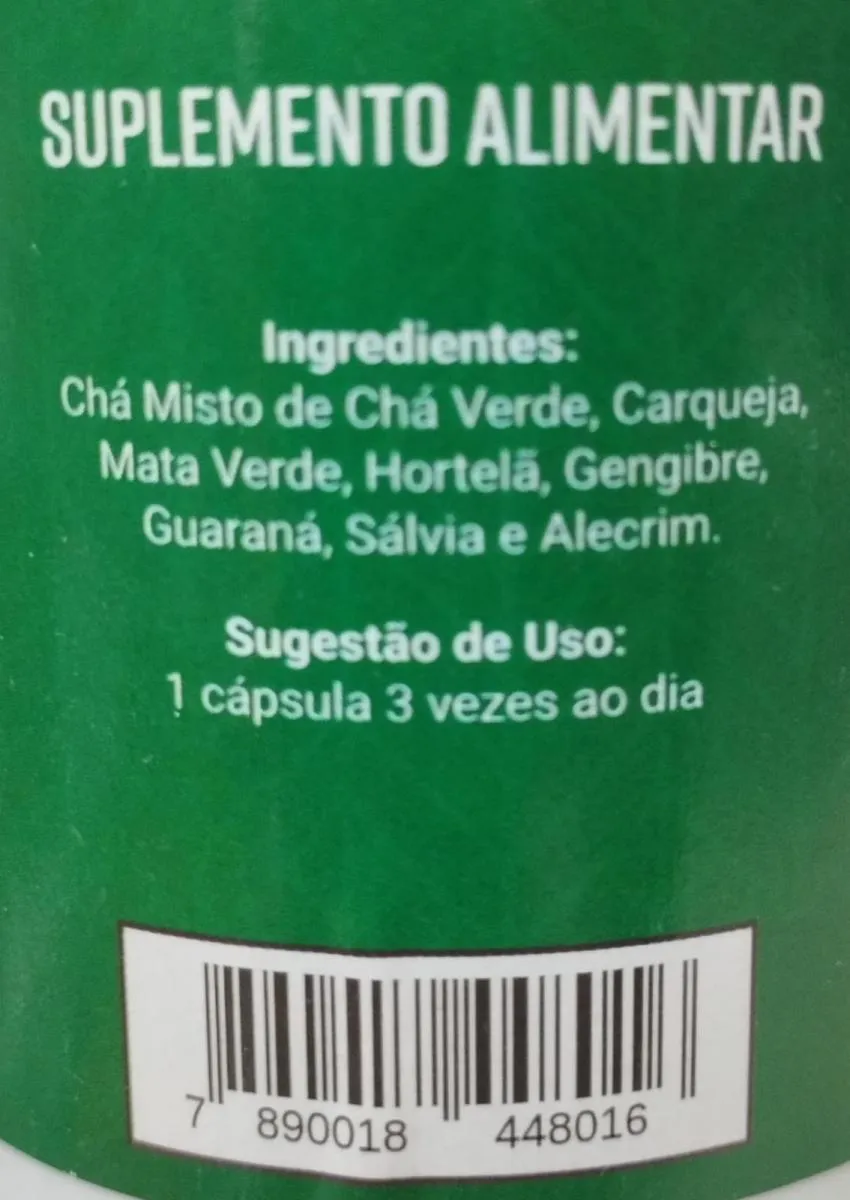 SUPLEMENTO ALIMENTAR
Ingredientes:
Chá Misto de Chá Verde, Carqueja,
Mata Verde, Hortelã, Gengibre,
Guaraná, Sálvia e Alecrim.
Sugestão de Uso:
1 cápsula 3 vezes ao dia
7 890018 448016